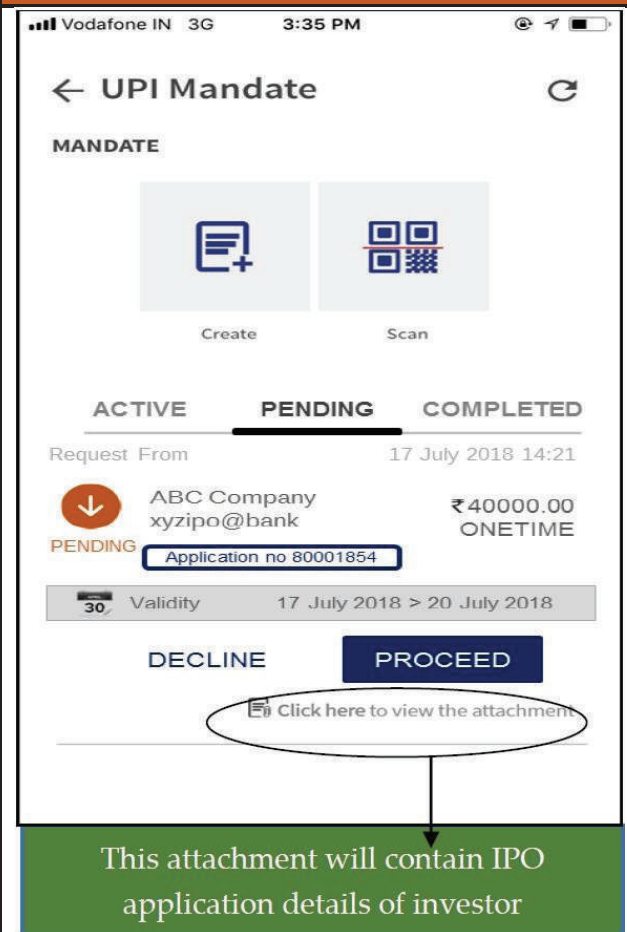 Vodafone IN 3G 3:35 PM
← UPI Mandate
MANDATE
Create Scan
ACTIVE PENDING COMPLETED
Request From 17 July 2018 14:21
ABC Company ₹40000.00
xyzipo@bank ONETIME
PENDING
Application no 80001854
30 Validity 17 July 2018 > 20 July 2018
DECLINE PROCEED
Click here to view the attachment
This attachment will contain IPO
application details of investor